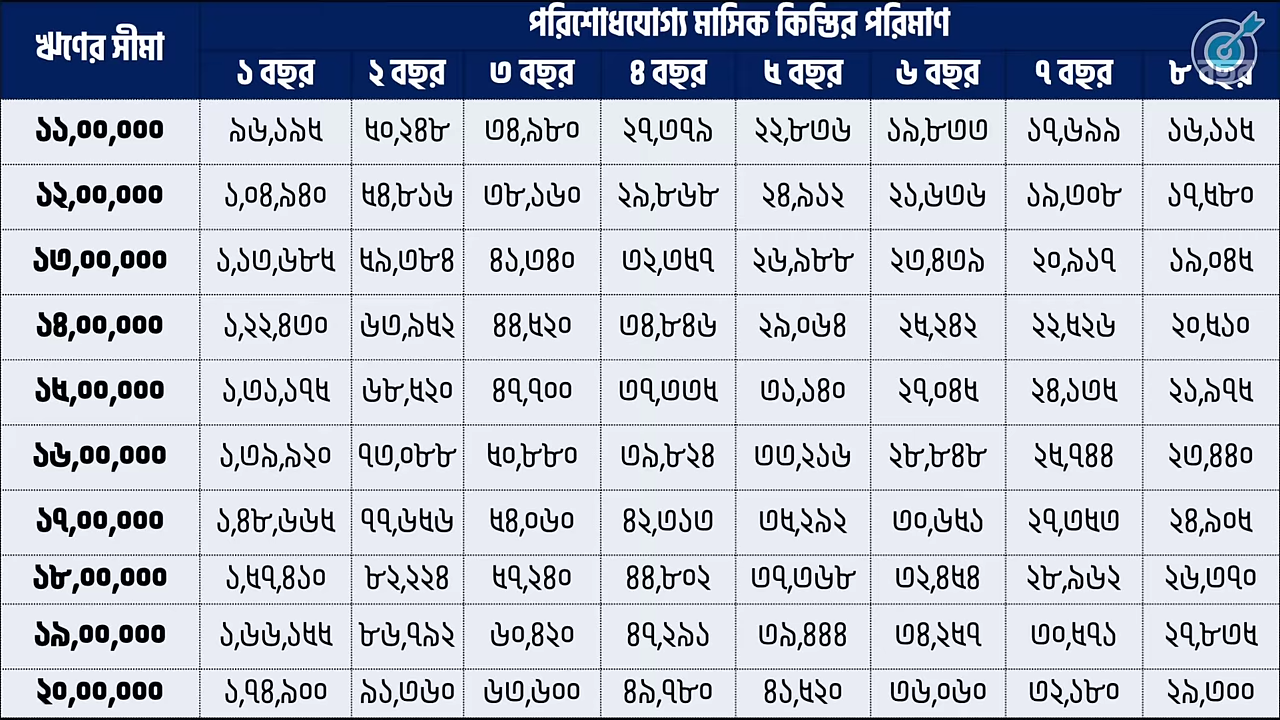 ঋণের সীমা পরিশোধযোগ্য মাসিক কিস্তির পরিমাণ
১ বছর ২ বছর ৩ বছর ৪ বছর ৫ বছর ৬ বছর ৭ বছর ৮ বছর
১১,০০,০০০ ৯৬,১৯৫ ৫০,২৪৮ ৩৪,৯৮০ ২৭,৩৭৯ ২২,৮৩৬ ১৯,৮৩৩ ১৭,৬৯৯ ১৬,১১৫
১২,০০,০০০ ১,০৪,৯৪০ ৫৪,৮১৬ ৩৮,১৬০ ২৯,৮৬৮ ২৪,৯১২ ২১,৬৩৬ ১৯,৩০৮ ১৭,৫৮০
১৩,০০,০০০ ১,১৩,৬৮৫ ৫৯,৩৮৪ ৪১,৩৪০ ৩২,৩৫৭ ২৬,৯৮৮ ২৩,৪৩৯ ২০,৯১৭ ১৯,০৪৫
১৪,০০,০০০ ১,২২,৪৩০ ৬৩,৯৫২ ৪৪,৫২০ ৩৪,৮৪৬ ২৯,০৬৪ ২৫,২৪২ ২২,৫২৬ ২০,৫১০
১৫,০০,০০০ ১,৩১,১৭৫ ৬৮,৫২০ ৪৭,৭০০ ৩৭,৩৩৫ ৩১,১৪০ ২৭,০৪৫ ২৪,১৩৫ ২১,৯৭৫
১৬,০০,০০০ ১,৩৯,৯২০ ৭৩,০৮৮ ৫০,৮৮০ ৩৯,৮২৪ ৩৩,২১৬ ২৮,৮৪৮ ২৫,৭৪৪ ২৩,৪৪০
১৭,০০,০০০ ১,৪৮,৬৬৫ ৭৭,৬৫৬ ৫৪,০৬০ ৪২,৩১৩ ৩৫,২৯২ ৩০,৬৫১ ২৭,৩৫৩ ২৪,৯০৫
১৮,০০,০০০ ১,৫৭,৪১০ ৮২,২২৪ ৫৭,২৪০ ৪৪,৮০২ ৩৭,৩৬৮ ৩২,৪৫৪ ২৮,৯৬২ ২৬,৩৭০
১৯,০০,০০০ ১,৬৬,১৫৫ ৮৬,৭৯২ ৬০,৪২০ ৪৭,২৯১ ৩৯,৪৪৪ ৩৪,২৫৭ ৩০,৫৭১ ২৭,৮৩৫
২০,০০,০০০ ১,৭৪,৯০০ ৯১,৩৬০ ৬৩,৬০০ ৪৯,৭৮০ ৪১,৫২০ ৩৬,০৬০ ৩২,১৮০ ২৯,৩০০